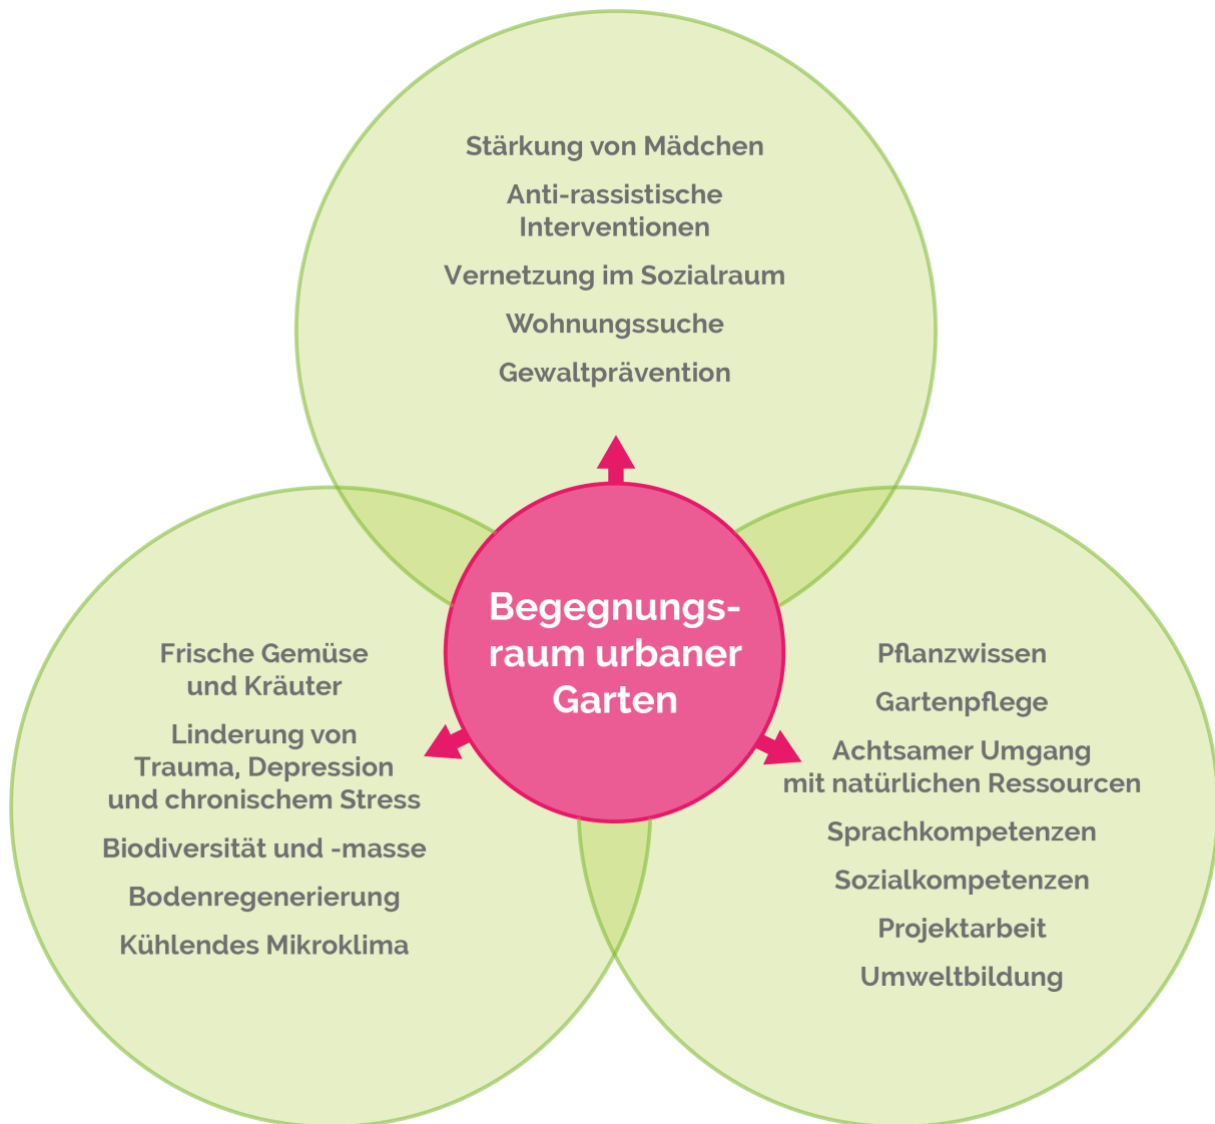 Stärkung von Mädchen
Anti-rassistische
Interventionen
Vernetzung im Sozialraum
Wohnungssuche
Gewaltprävention
Begegnungs-
raum urbaner
Garten
Frische Gemüse
und Kräuter
Linderung von
Trauma, Depression
und chronischem Stress
Biodiversität und -masse
Bodenregenerierung
Kühlendes Mikroklima
Pflanzwissen
Gartenpflege
Achtsamer Umgang
mit natürlichen Ressourcen
Sprachkompetenzen
Sozialkompetenzen
Projektarbeit
Umweltbildung